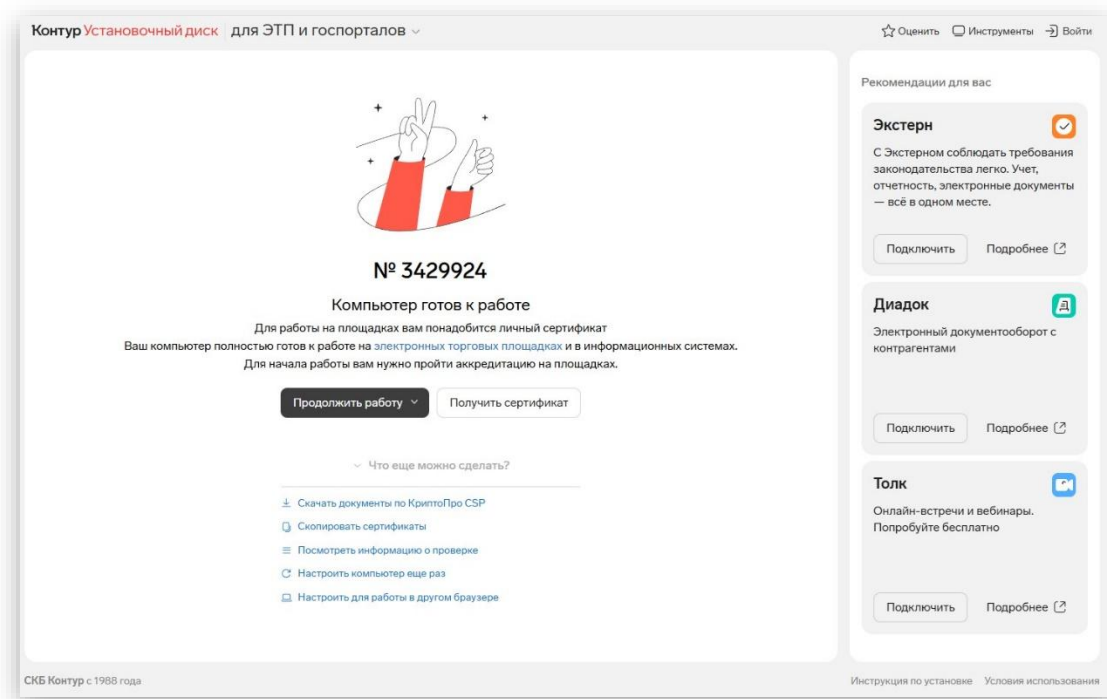 Контур Установочный диск для ЭТП и госпорталов
Оценить Инструменты Войти
№ 3429924
Компьютер готов к работе
Для работы на площадках вам понадобится личный сертификат
Ваш компьютер полностью готов к работе на электронных торговых площадках и в информационных системах.
Для начала работы вам нужно пройти аккредитацию на площадках.
Продолжить работу Получить сертификат
Что еще можно сделать?
Скачать документы по КриптоПро CSP
Скопировать сертификаты
Посмотреть информацию о проверке
Настроить компьютер еще раз
Настроить для работы в другом браузере
Рекомендации для вас
Экстерн
С Экстерном соблюдать требования
законодательства легко. Учет,
отчетность, электронные документы
— всё в одном месте.
Подключить Подробнее
Диадок
Электронный документооборот с
контрагентами
Подключить Подробнее
Толк
Онлайн-встречи и вебинары.
Попробуйте бесплатно
Подключить Подробнее
СКБ Контур с 1988 года
Инструкция по установке Условия использования